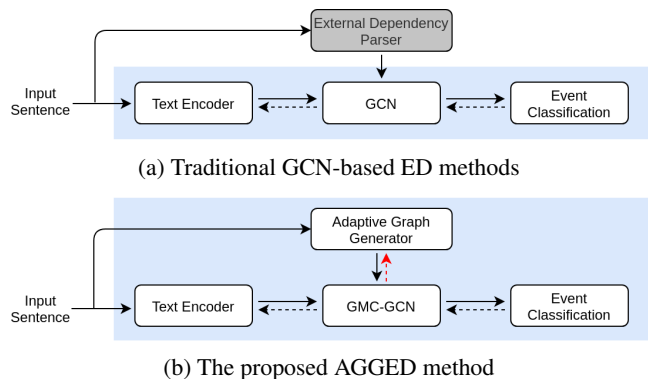 External Dependency
Parser
Input
Sentence
Text Encoder
GCN
Event
Classification
(a) Traditional GCN-based ED methods
Adaptive Graph
Generator
Input
Sentence
Text Encoder
GMC-GCN
Event
Classification
(b) The proposed AGGED method